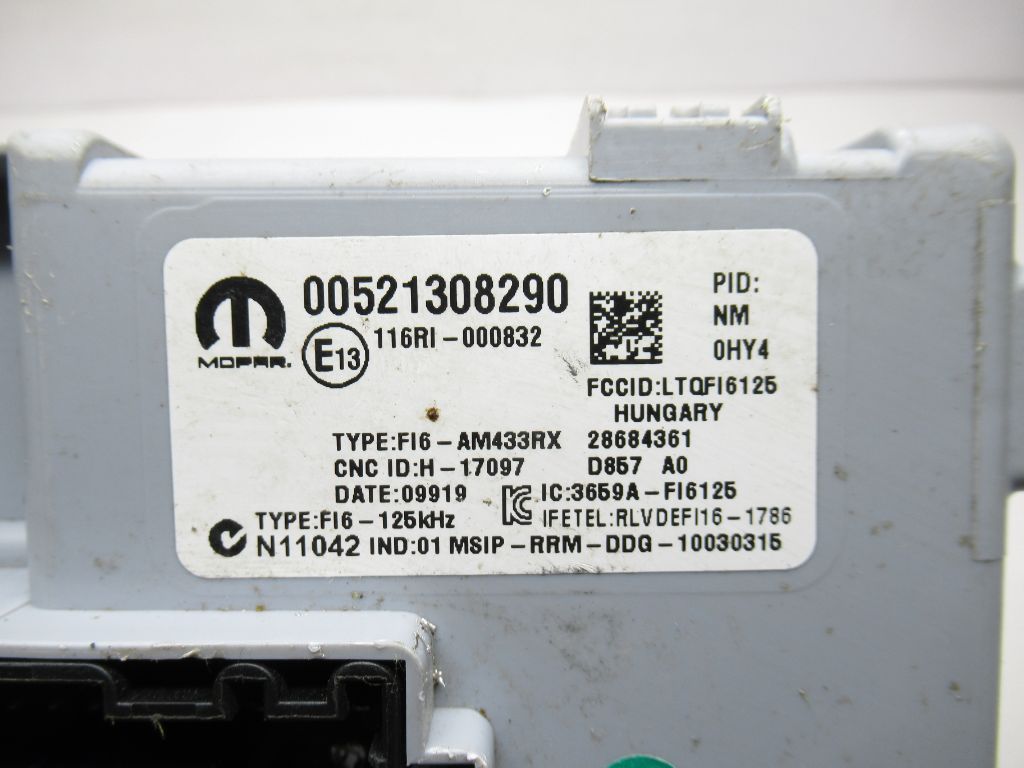 00521308290
MOPAR.
E13
116RI-000832
PID:
NM
0HY4
FCCID:LTQFI6125
HUNGARY
TYPE:FI6-AM433RX 28684361
CNC ID:H-17097 D857 A0
DATE:09919 IC:3659A-FI6125
TYPE:FI6-125kHz IFETEL:RLVDEFI16-1786
N11042 IND:01 MSIP-RRM-DDG-10030315